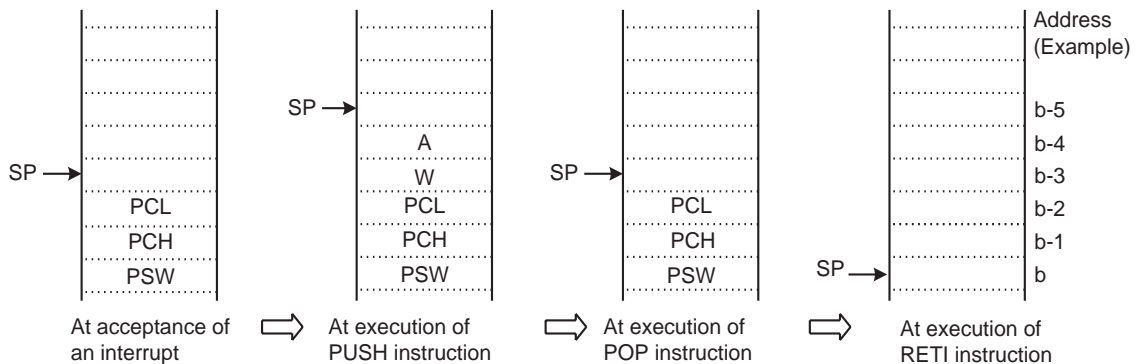 Address
(Example)
SP
b-5
A
b-4
SP
W
SP
b-3
PCL
PCL
PCL
b-2
PCH
PCH
PCH
b-1
PSW
PSW
PSW
SP
b
At acceptance of
an interrupt
At execution of
PUSH instruction
At execution of
POP instruction
At execution of
RETI instruction